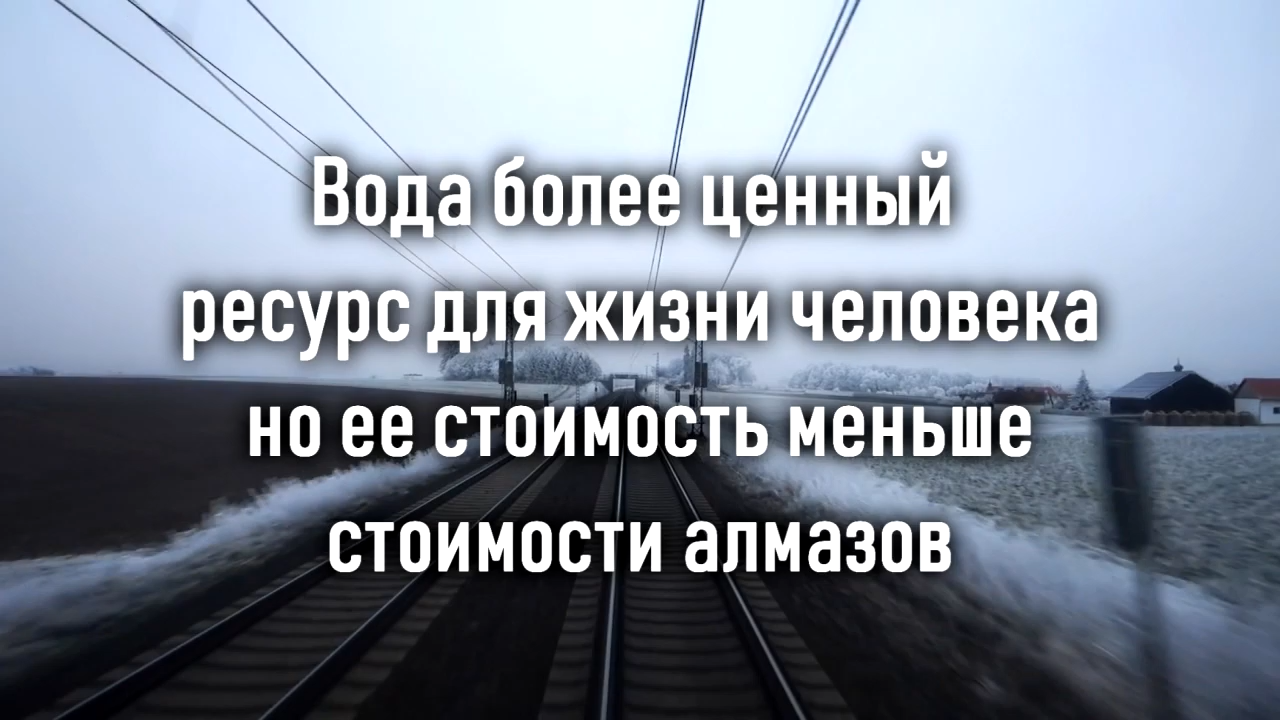 Вода более ценный
ресурс для жизни человека
но ее стоимость меньше
стоимости алмазов